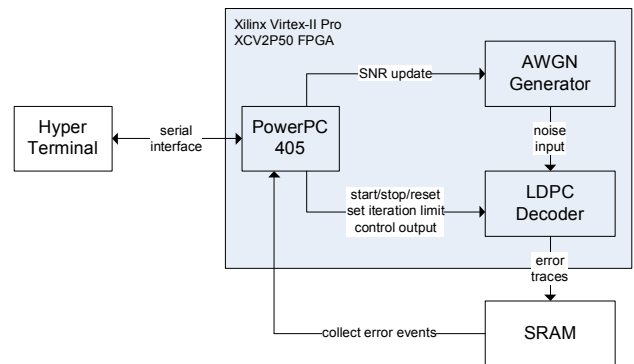 Xilinx Virtex-II Pro
XCV2P50 FPGA
AWGN
Generator
SNR update
Hyper
Terminal
serial
interface
PowerPC
405
noise
input
start/stop/reset
set iteration limit
control output
LDPC
Decoder
error
traces
collect error events
SRAM